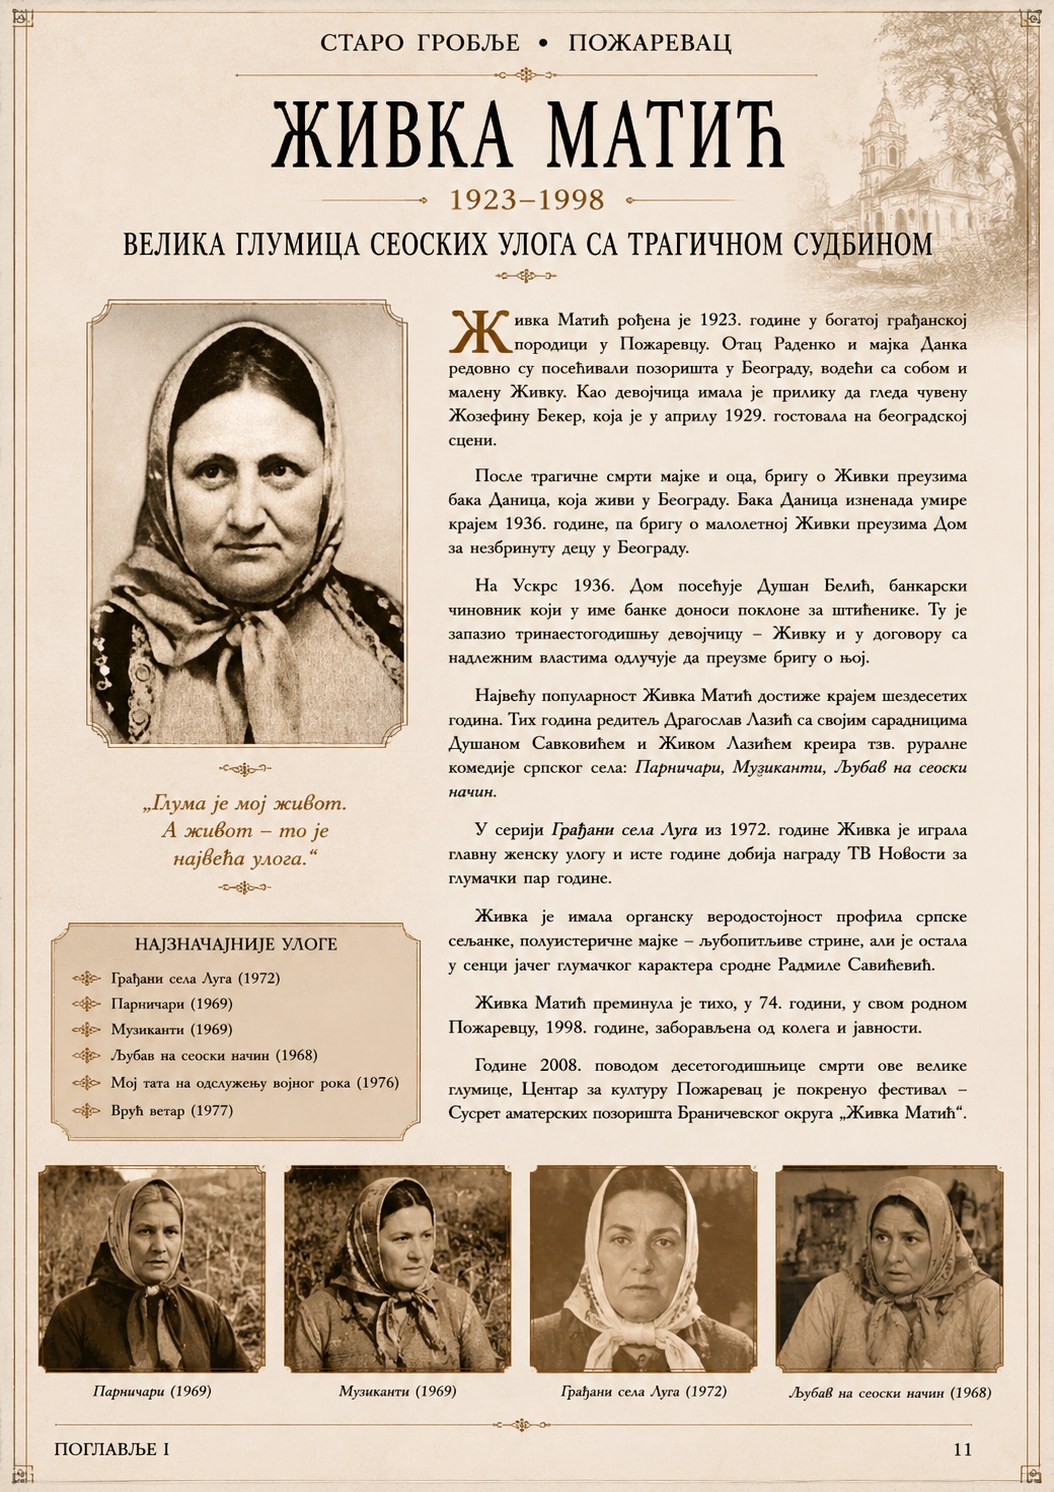 СТАРО ГРОБЉЕ • ПОЖАРЕВАЦ
ЖИВКА МАТИЋ
1923–1998
ВЕЛИКА ГЛУМИЦА СЕОСКИХ УЛОГА СА ТРАГИЧНОМ СУДБИНОМ
Живка Матић рођена је 1923. године у богатој грађанској
породици у Пожаревцу. Отац Раденко и мајка Данка
редовно су посећивали позоришта у Београду, водећи са собом и
малену Живку. Као девојчица имала је прилику да гледа чувену
Жозефину Бекер, која је у априлу 1929. гостовала на београдској
сцени.
После трагичне смрти мајке и оца, бригу о Живки преузима
бака Даница, која живи у Београду. Бака Даница изненада умире
крајем 1936. године, па бригу о малолетној Живки преузима Дом
за незбринуту децу у Београду.
На Ускрс 1936. Дом посећује Душан Белић, банкарски
чиновник који у име банке доноси поклоне за штићенике. Ту је
запазио тринаестогодишњу девојчицу – Живку и у договору са
надлежним властима одлучује да преузме бригу о њој.
Највећу популарност Живка Матић достиже крајем шездесетих
година. Тих година редитељ Драгослав Лазић са својим сарадницима
Душаном Савковићем и Живом Лазићем креира тзв. руралне
комедије српског села: Парничари, Музиканти, Љубав на сеоски
начин.
У серији Грађани села Луга из 1972. године Живка је играла
главну женску улогу и исте године добија награду ТВ Новости за
глумачки пар године.
Живка је имала органску веродостојност профила српске
сељанке, полуистеричне мајке – љубопитљиве стрине, али је остала
у сенци јачег глумачког карактера сродне Радмиле Савићевић.
Живка Матић преминула је тихо, у 74. години, у свом родном
Пожаревцу, 1998. године, заборављена од колега и јавности.
Године 2008. поводом десетогодишњице смрти ове велике
глумице, Центар за културу Пожаревац је покренуо фестивал –
Сусрет аматерских позоришта Браничевског округа „Живка Матић“.
„Глума је мој живот.
А живот – то је
највећа улога.“
НАЈЗНАЧАЈНИЈЕ УЛОГЕ
Грађани села Луга (1972)
Парничари (1969)
Музиканти (1969)
Љубав на сеоски начин (1968)
Мој тата на одслужењу војног рока (1976)
Врућ ветар (1977)
Парничари (1969)
Музиканти (1969)
Грађани села Луга (1972)
Љубав на сеоски начин (1968)
ПОГЛАВЉЕ I
11